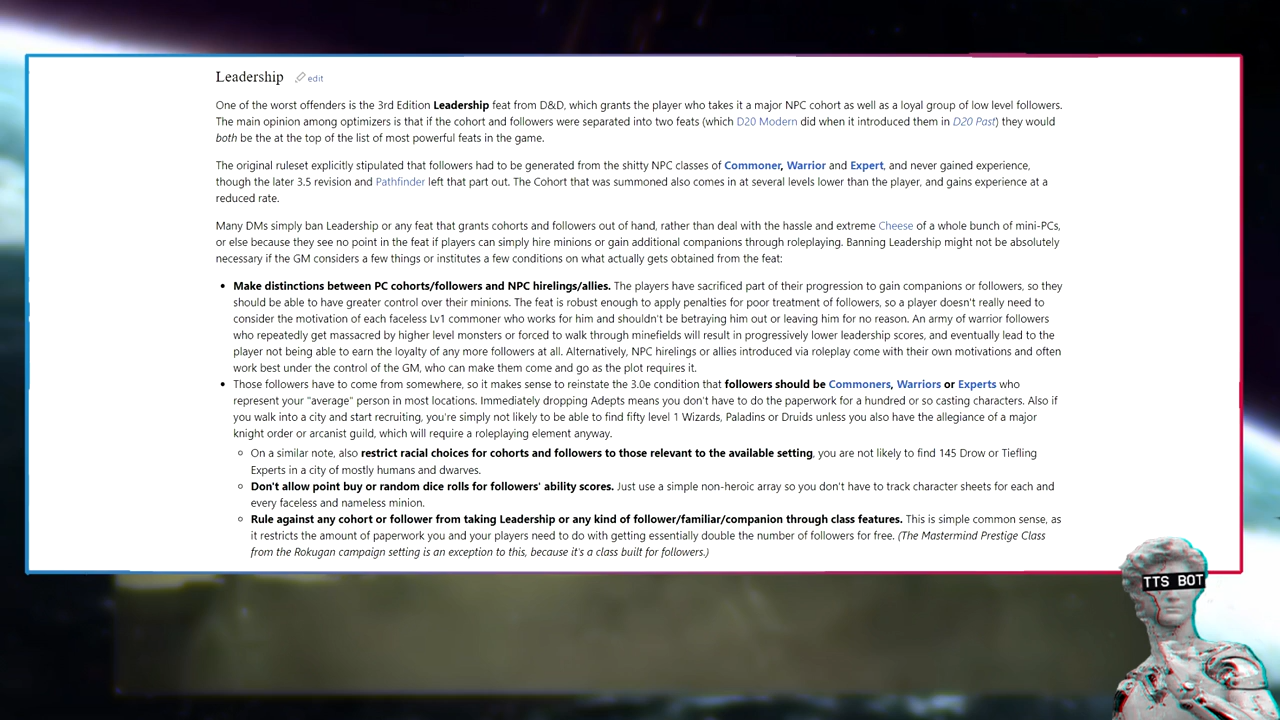 Leadership edit
One of the worst offenders is the 3rd Edition Leadership feat from D&D, which grants the player who takes it a major NPC cohort as well as a loyal group of low level followers.
The main opinion among optimizers is that if the cohort and followers were separated into two feats (which D20 Modern did when it introduced them in D20 Past) they would
both be the at the top of the list of most powerful feats in the game.
The original ruleset explicitly stipulated that followers had to be generated from the shitty NPC classes of Commoner, Warrior and Expert, and never gained experience,
though the later 3.5 revision and Pathfinder left that part out. The Cohort that was summoned also comes in at several levels lower than the player, and gains experience at a
reduced rate.
Many DMs simply ban Leadership or any feat that grants cohorts and followers out of hand, rather than deal with the hassle and extreme Cheese of a whole bunch of mini-PCs,
or else because they see no point in the feat if players can simply hire minions or gain additional companions through roleplaying. Banning Leadership might not be absolutely
necessary if the GM considers a few things or institutes a few conditions on what actually gets obtained from the feat:
• Make distinctions between PC cohorts/followers and NPC hirelings/allies. The players have sacrificed part of their progression to gain companions or followers, so they
should be able to have greater control over their minions. The feat is robust enough to apply penalties for poor treatment of followers, so a player doesn't really need to
consider the motivation of each faceless Lv1 commoner who works for him and shouldn't be betraying him out or leaving him for no reason. An army of warrior followers
who repeatedly get massacred by higher level monsters or forced to walk through minefields will result in progressively lower leadership scores, and eventually lead to the
player not being able to earn the loyalty of any more followers at all. Alternatively, NPC hirelings or allies introduced via roleplay come with their own motivations and often
work best under the control of the GM, who can make them come and go as the plot requires it.
• Those followers have to come from somewhere, so it makes sense to reinstate the 3.0e condition that followers should be Commoners, Warriors or Experts who
represent your "average" person in most locations. Immediately dropping Adepts means you don't have to do the paperwork for a hundred or so casting characters. Also if
you walk into a city and start recruiting, you're simply not likely to be able to find fifty level 1 Wizards, Paladins or Druids unless you also have the allegiance of a major
knight order or arcanist guild, which will require a roleplaying element anyway.
○ On a similar note, also restrict racial choices for cohorts and followers to those relevant to the available setting, you are not likely to find 145 Drow or Tiefling
Experts in a city of mostly humans and dwarves.
○ Don't allow point buy or random dice rolls for followers' ability scores. Just use a simple non-heroic array so you don't have to track character sheets for each and
every faceless and nameless minion.
○ Rule against any cohort or follower from taking Leadership or any kind of follower/familiar/companion through class features. This is simple common sense, as
it restricts the amount of paperwork you and your players need to do with getting essentially double the number of followers for free. (The Mastermind Prestige Class
from the Rokugan campaign setting is an exception to this, because it's a class built for followers.)
TTS BOT